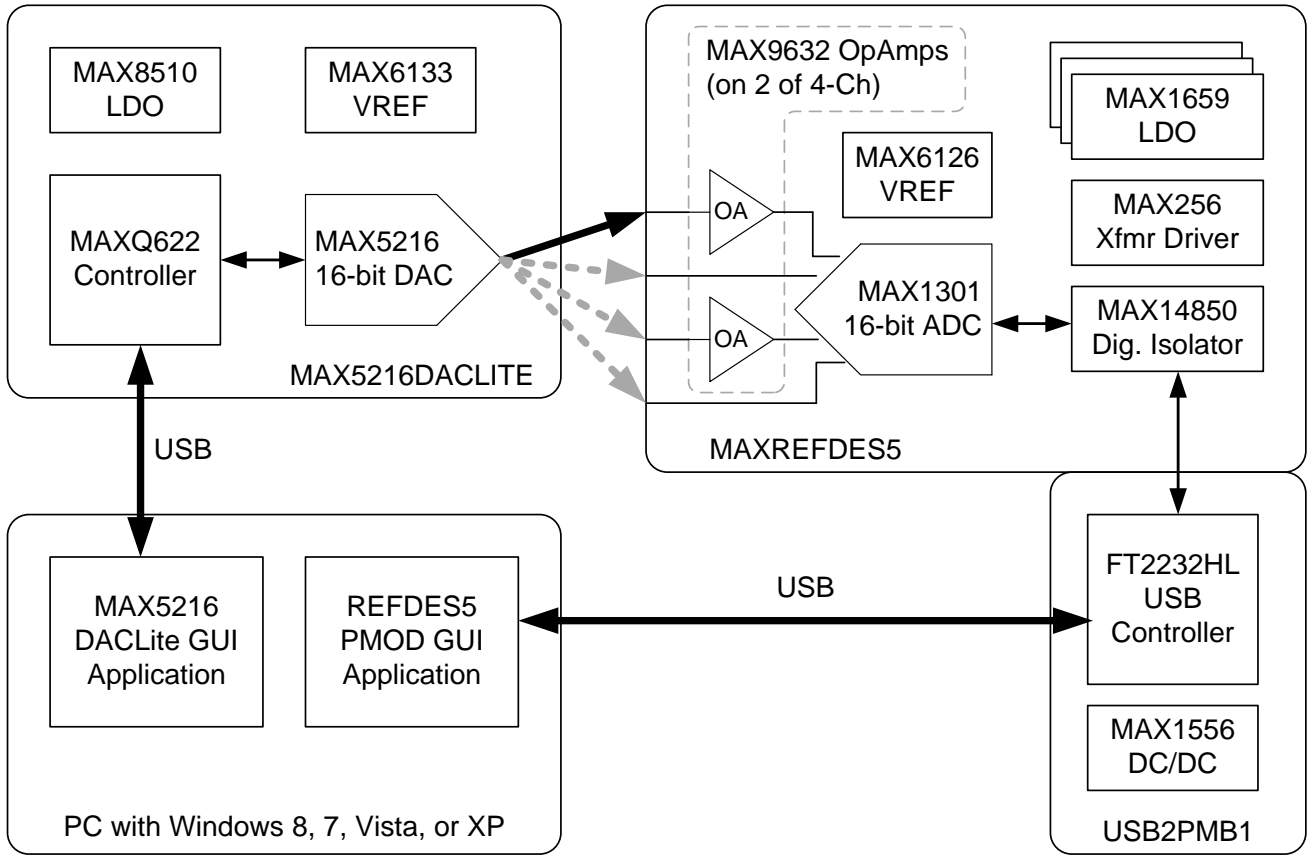 MAX8510
LDO
MAX6133
VREF
MAXQ622
Controller
MAX5216
16-bit DAC
MAX5216DACLITE
MAX9632 OpAmps
(on 2 of 4-Ch)
OA
OA
MAX6126
VREF
MAX1301
16-bit ADC
MAX1659
LDO
MAX256
Xfmr Driver
MAX14850
Dig. Isolator
MAXREFDES5
USB
MAX5216
DACLite GUI
Application
REFDES5
PMOD GUI
Application
PC with Windows 8, 7, Vista, or XP
USB
FT2232HL
USB
Controller
MAX1556
DC/DC
USB2PMB1